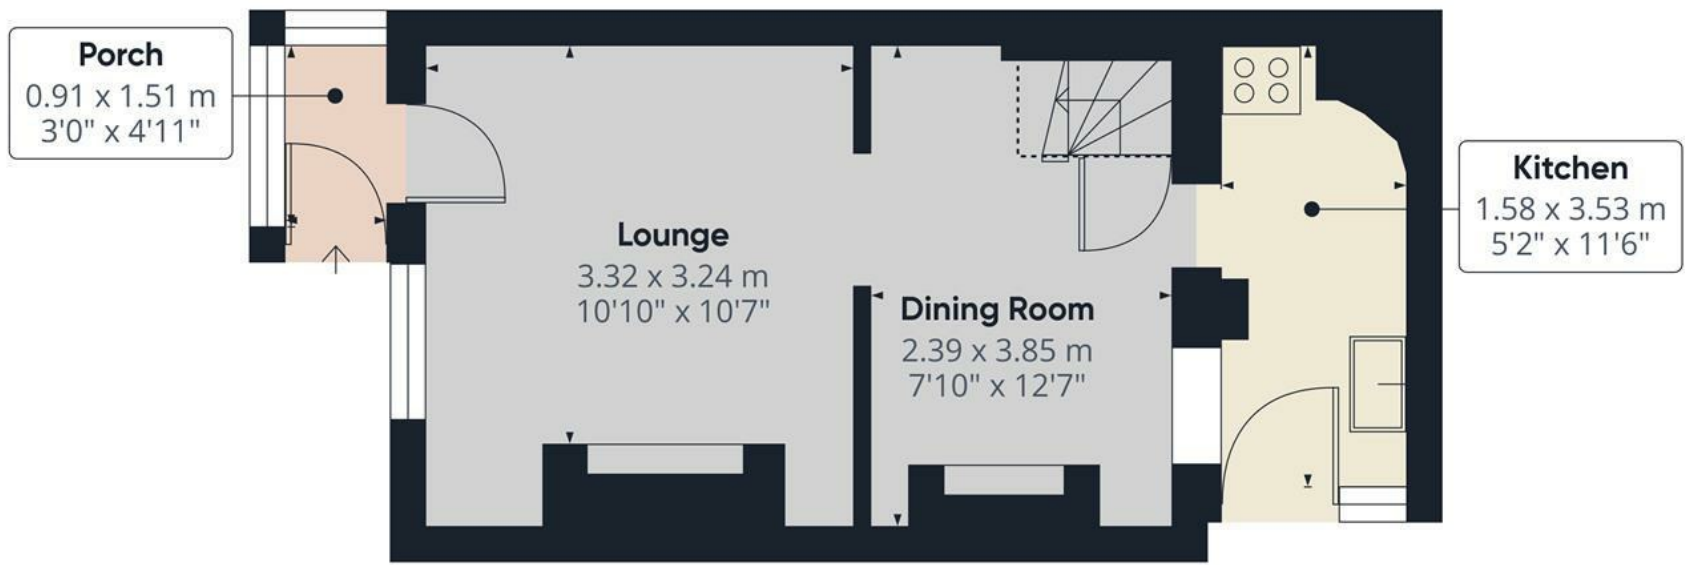 Porch
0.91 x 1.51 m
3'0" x 4'11"
Lounge
3.32 x 3.24 m
10'10" x 10'7"
Dining Room
2.39 x 3.85 m
7'10" x 12'7"
Kitchen
1.58 x 3.53 m
5'2" x 11'6"